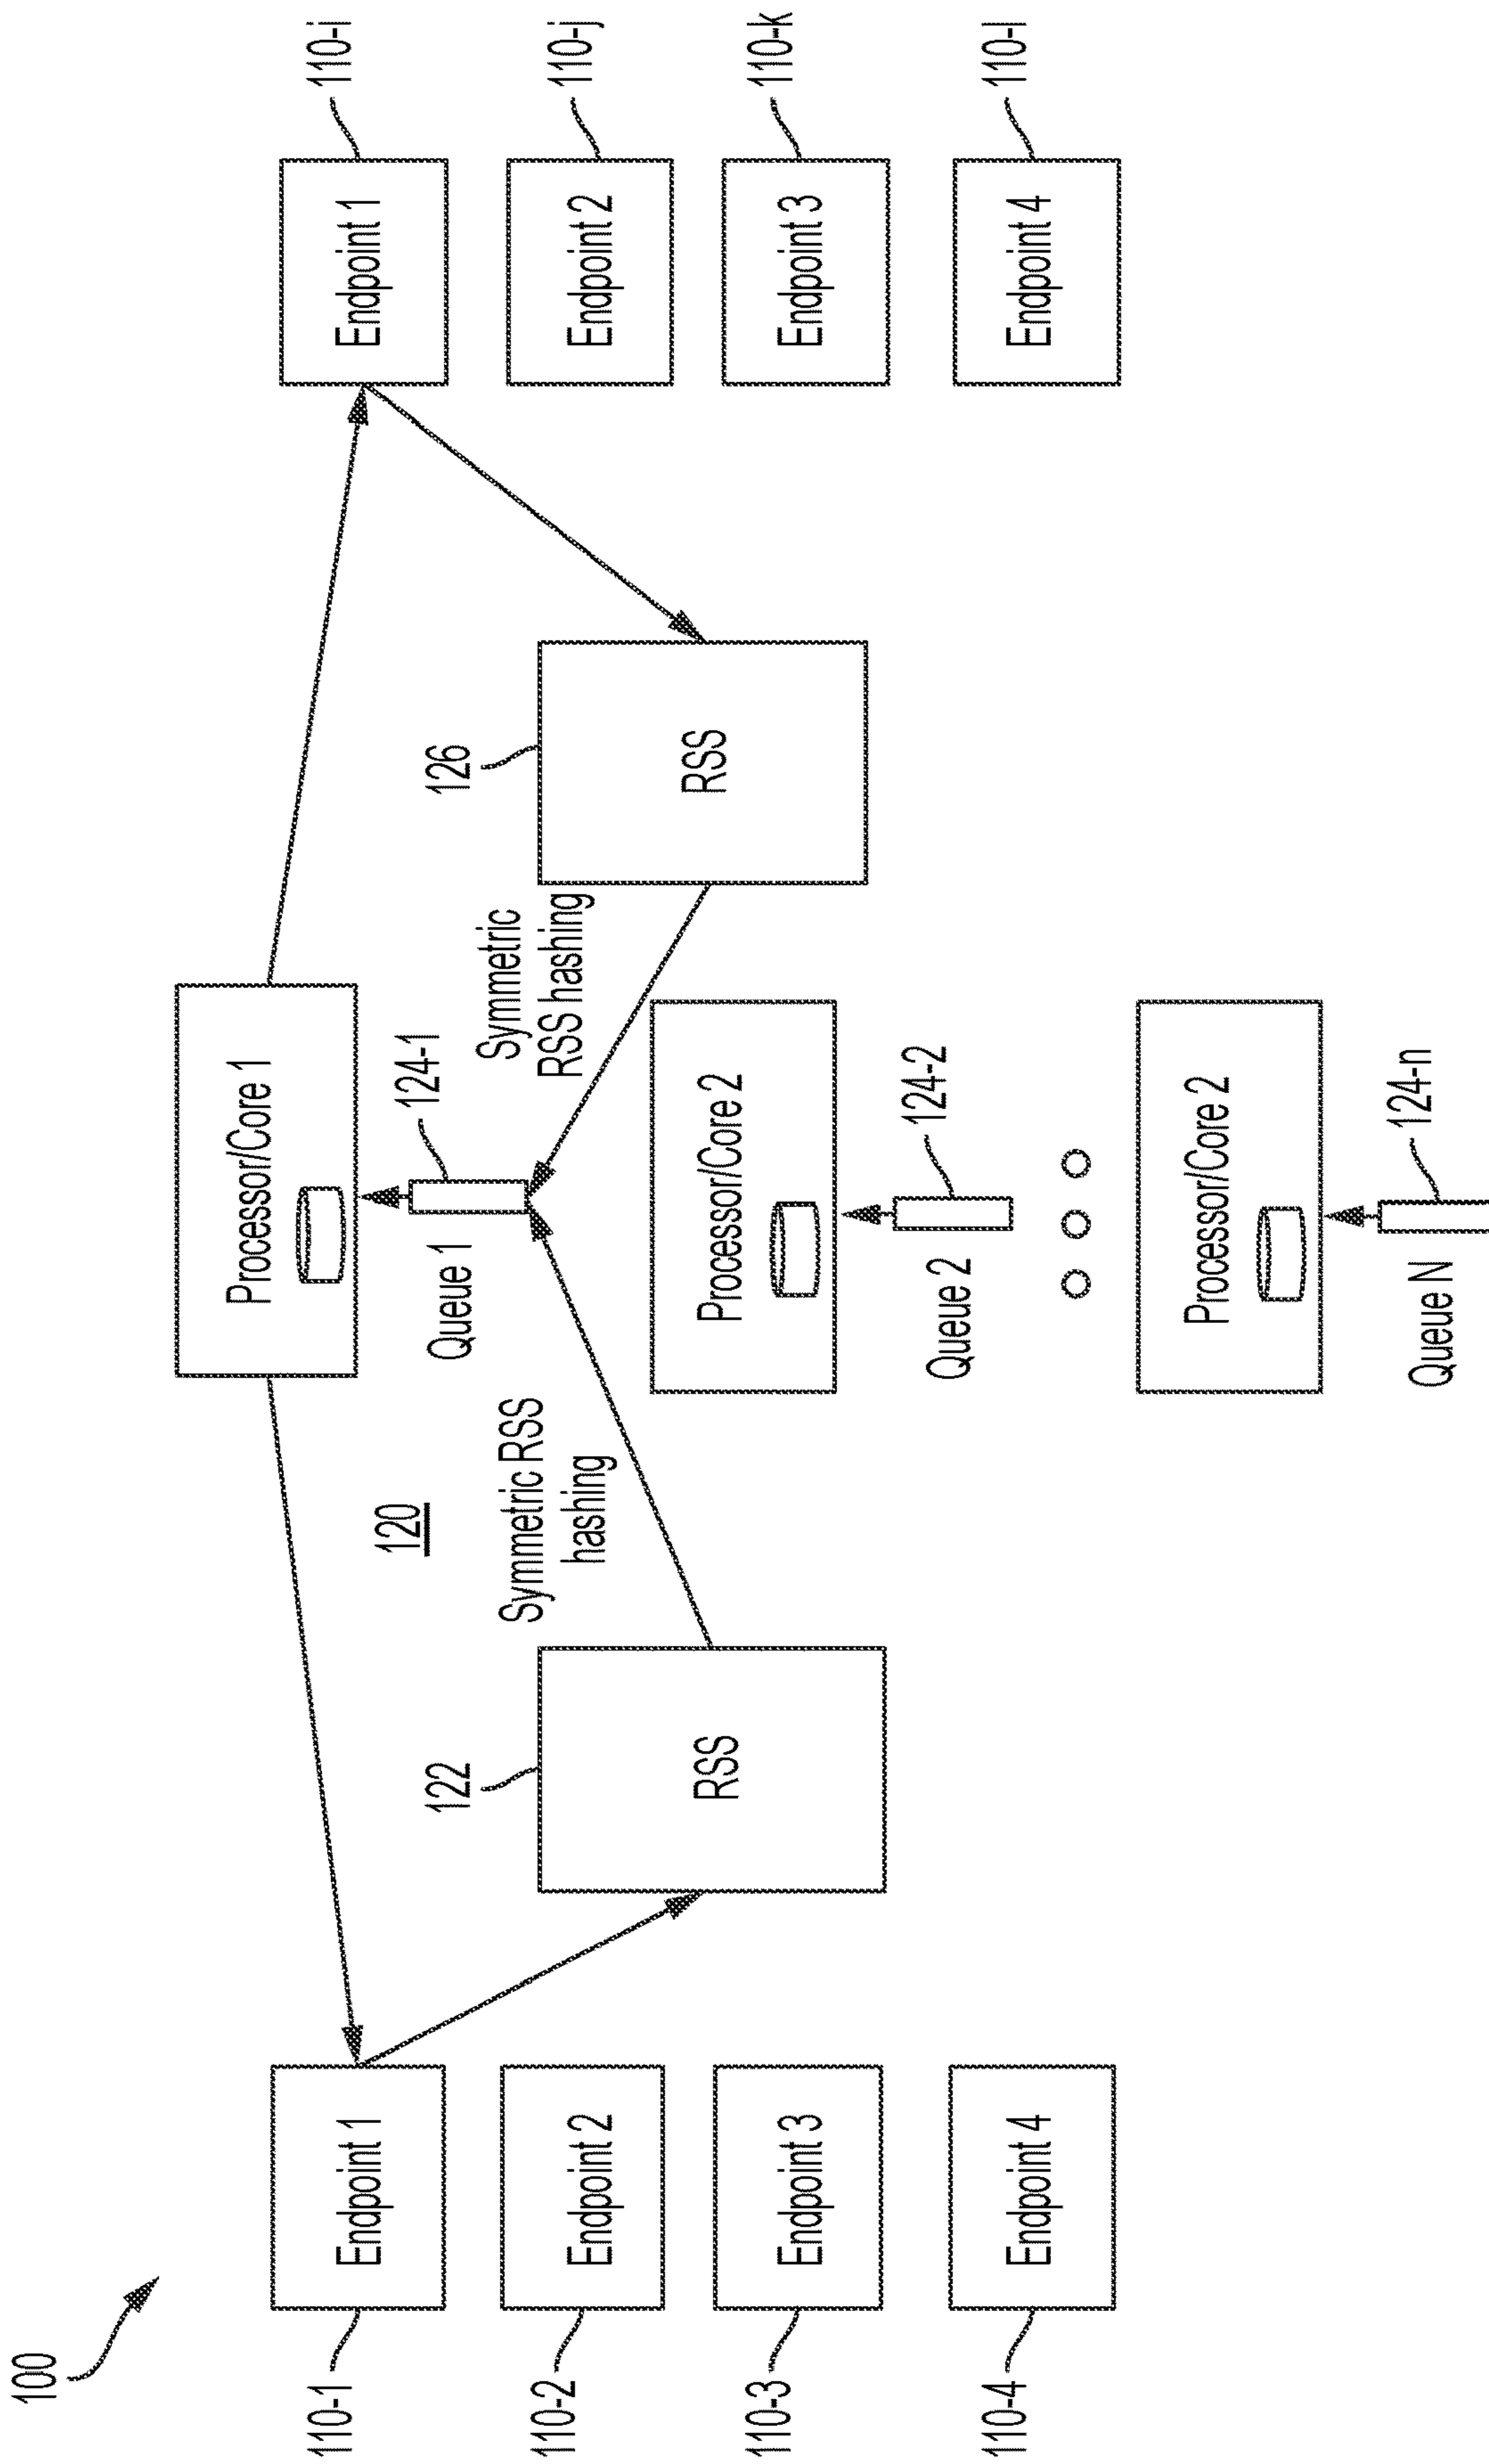 100
110-1
Endpoint 1
110-2
Endpoint 2
110-3
Endpoint 3
110-4
Endpoint 4
122
RSS
120
Symmetric RSS
hashing
Processor/Core 1
Queue 1
124-1
Symmetric
RSS hashing
Processor/Core 2
Queue 2
124-2
Processor/Core 2
Queue N
124-n
126
RSS
Endpoint 1
110-i
Endpoint 2
110-j
Endpoint 3
110-k
Endpoint 4
110-l